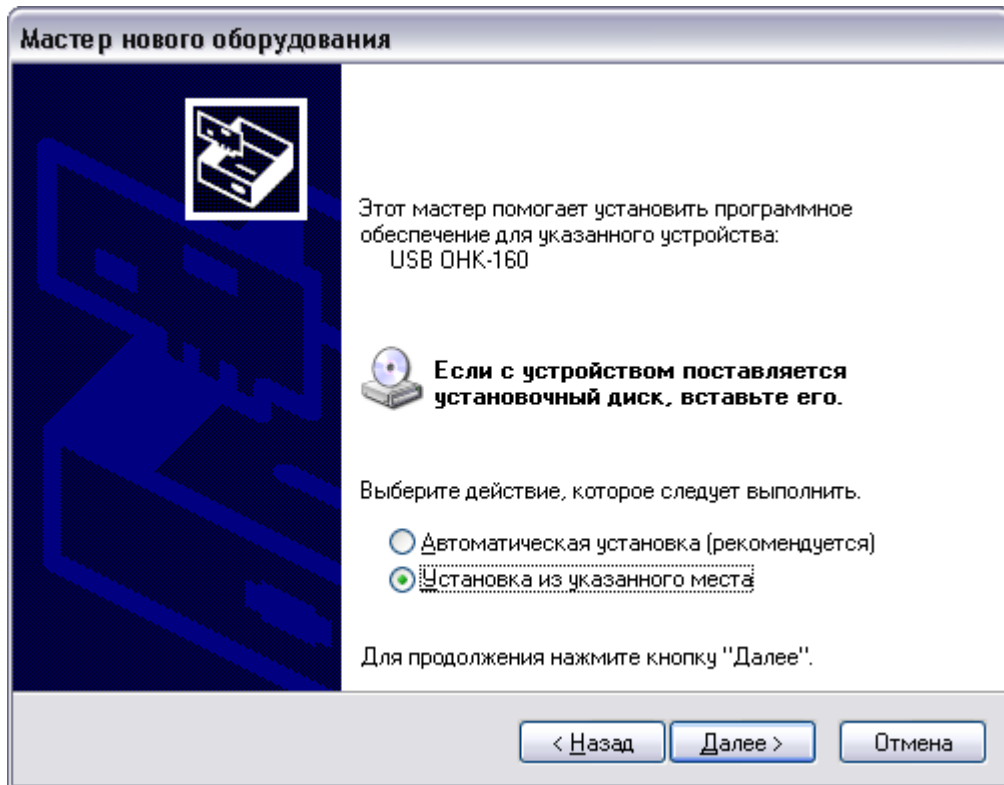 Мастер нового оборудования
Этот мастер помогает установить программное
обеспечение для указанного устройства:
USB ОНК-160
Если с устройством поставляется
установочный диск, вставьте его.
Выберите действие, которое следует выполнить.
Автоматическая установка (рекомендуется)
Установка из указанного места
Для продолжения нажмите кнопку "Далее".
< Назад
Далее >
Отмена